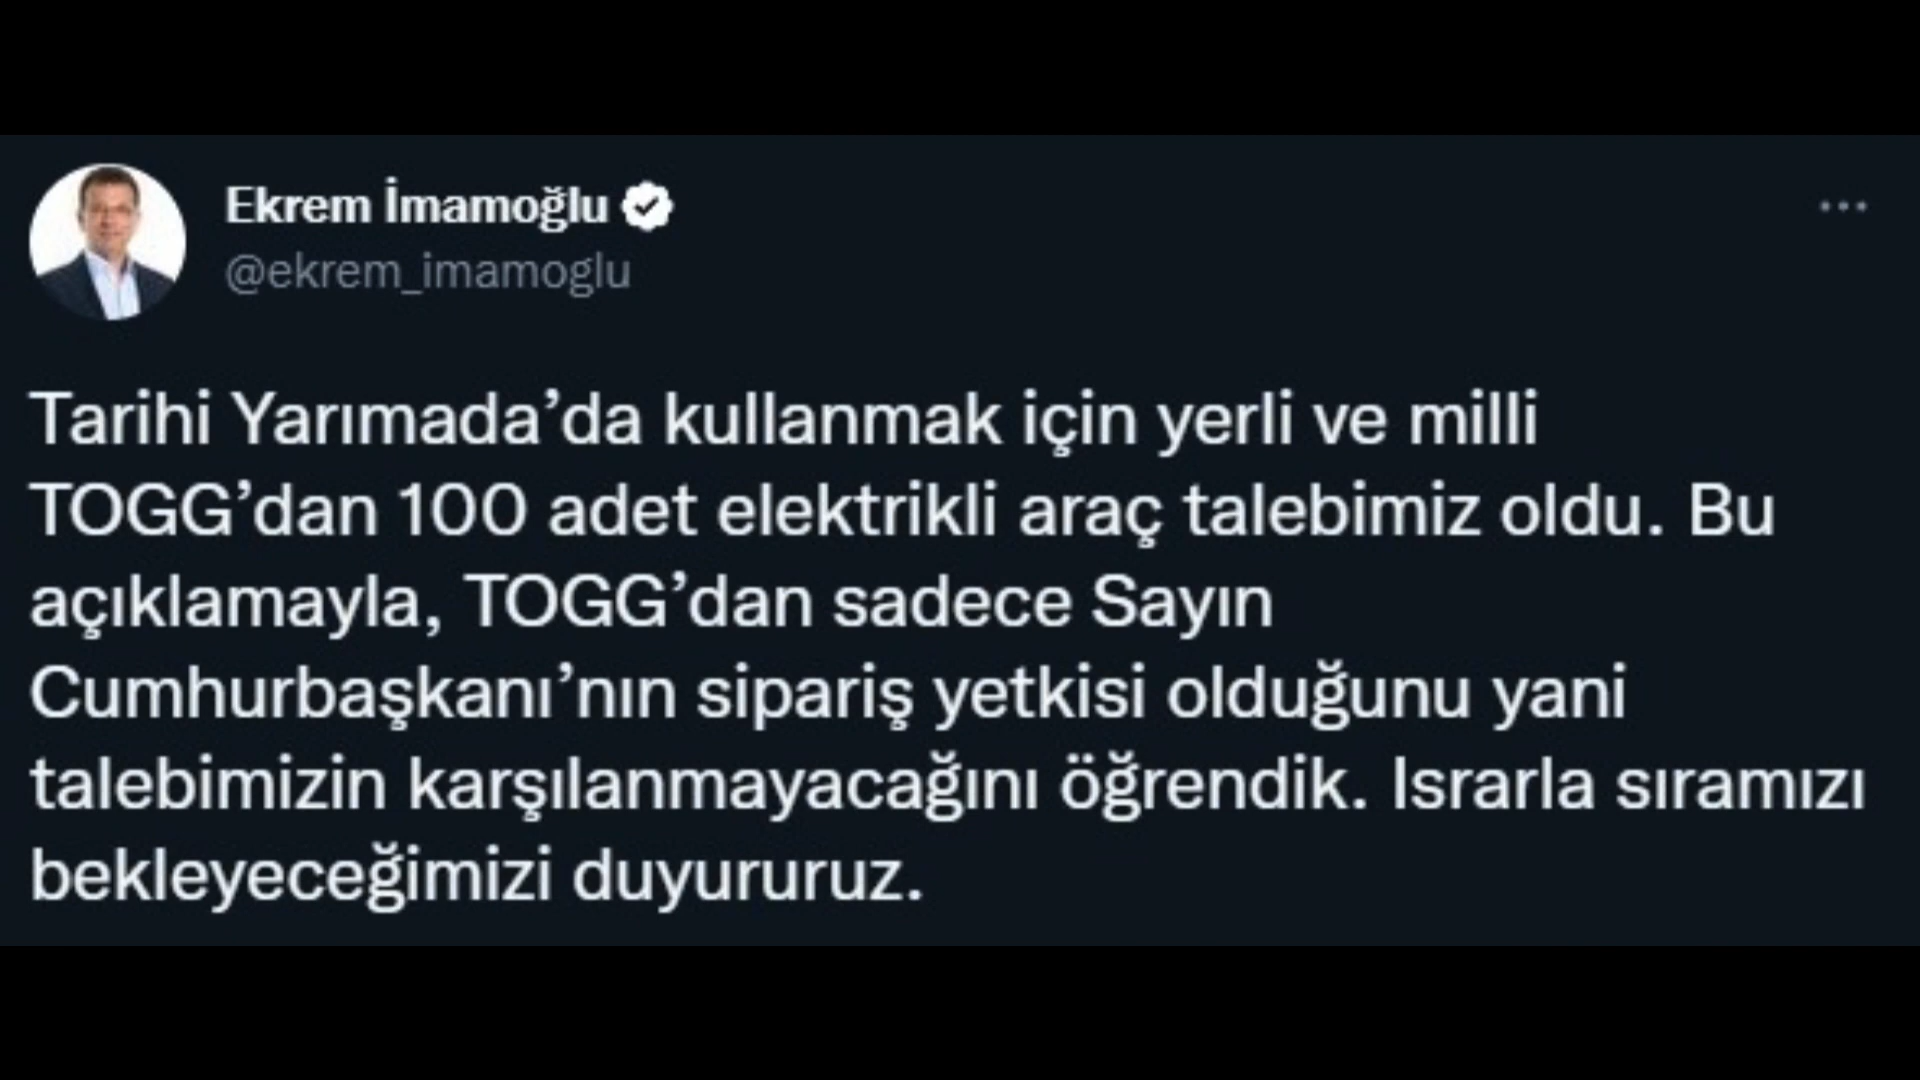 Ekrem İmamoğlu
@ekrem_imamoglu
Tarihi Yarımada’da kullanmak için yerli ve milli
TOGG’dan 100 adet elektrikli araç talebimiz oldu. Bu
açıklamayla, TOGG’dan sadece Sayın
Cumhurbaşkanı’nın sipariş yetkisi olduğunu yani
talebimizin karşılanmayacağını öğrendik. Israrla sıramızı
bekleyeceğimizi duyururuz.